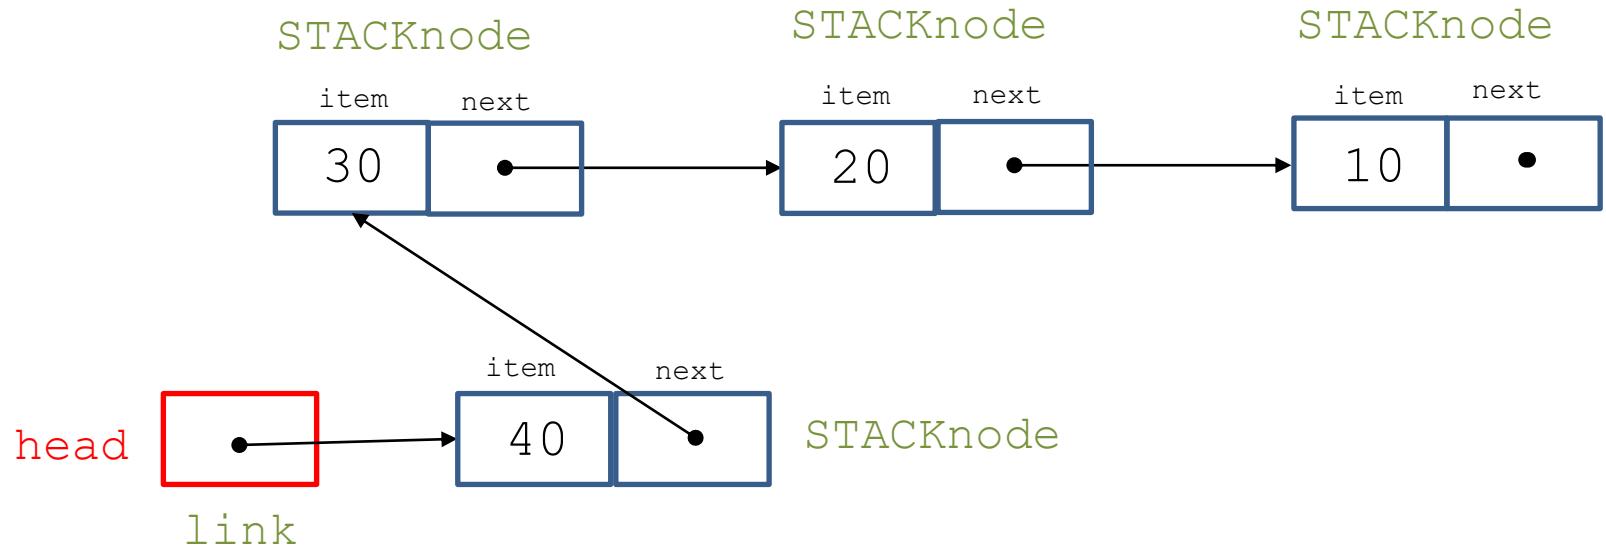 STACKnode STACKnode STACKnode
item next item next item next
30 20 10
item next
head 40 STACKnode
link